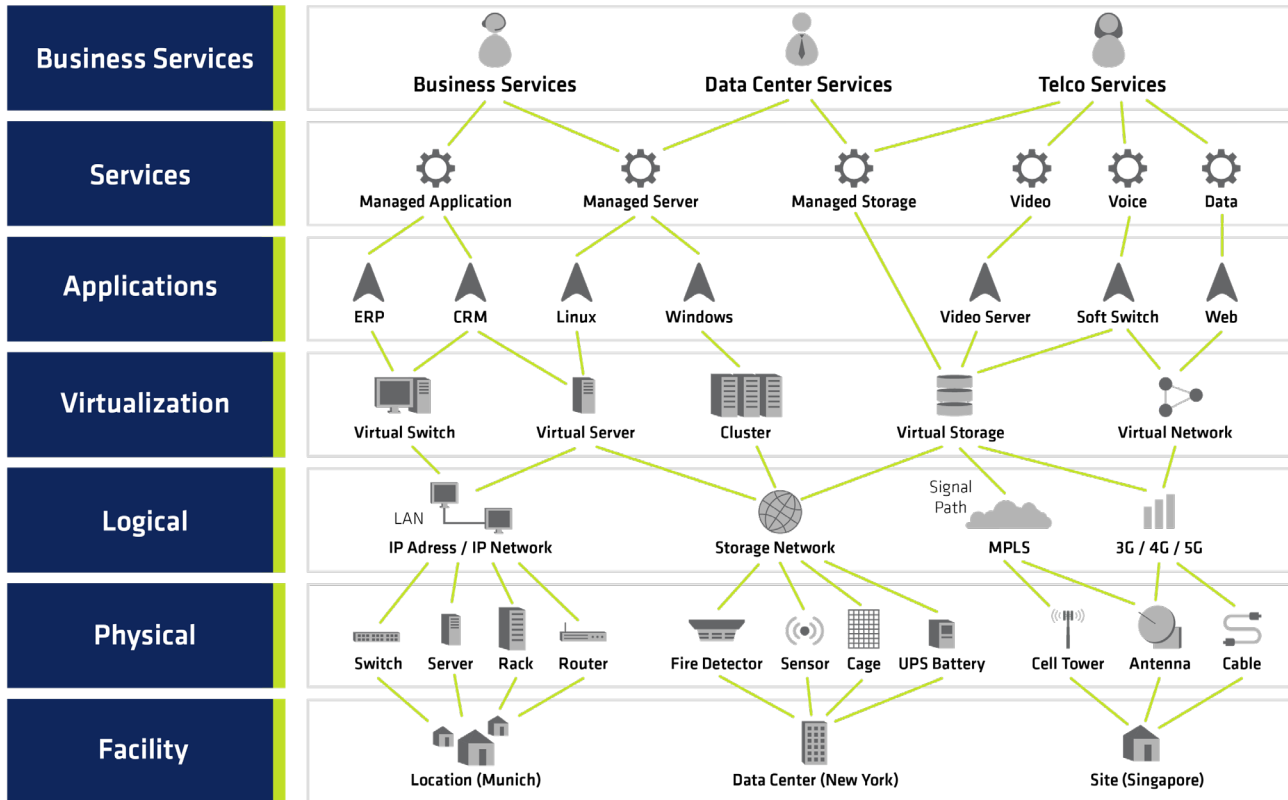 Business Services
Business Services
Data Center Services
Telco Services
Services
Managed Application
Managed Server
Managed Storage
Video
Voice
Data
Applications
ERP
CRM
Linux
Windows
Video Server
Soft Switch
Web
Virtualization
Virtual Switch
Virtual Server
Cluster
Virtual Storage
Virtual Network
Logical
LAN
Signal
Path
IP Adress / IP Network
Storage Network
MPLS
3G / 4G / 5G
Physical
Switch
Server
Rack
Router
Fire Detector
Sensor
Cage
UPS Battery
Cell Tower
Antenna
Cable
Facility
Location (Munich)
Data Center (New York)
Site (Singapore)